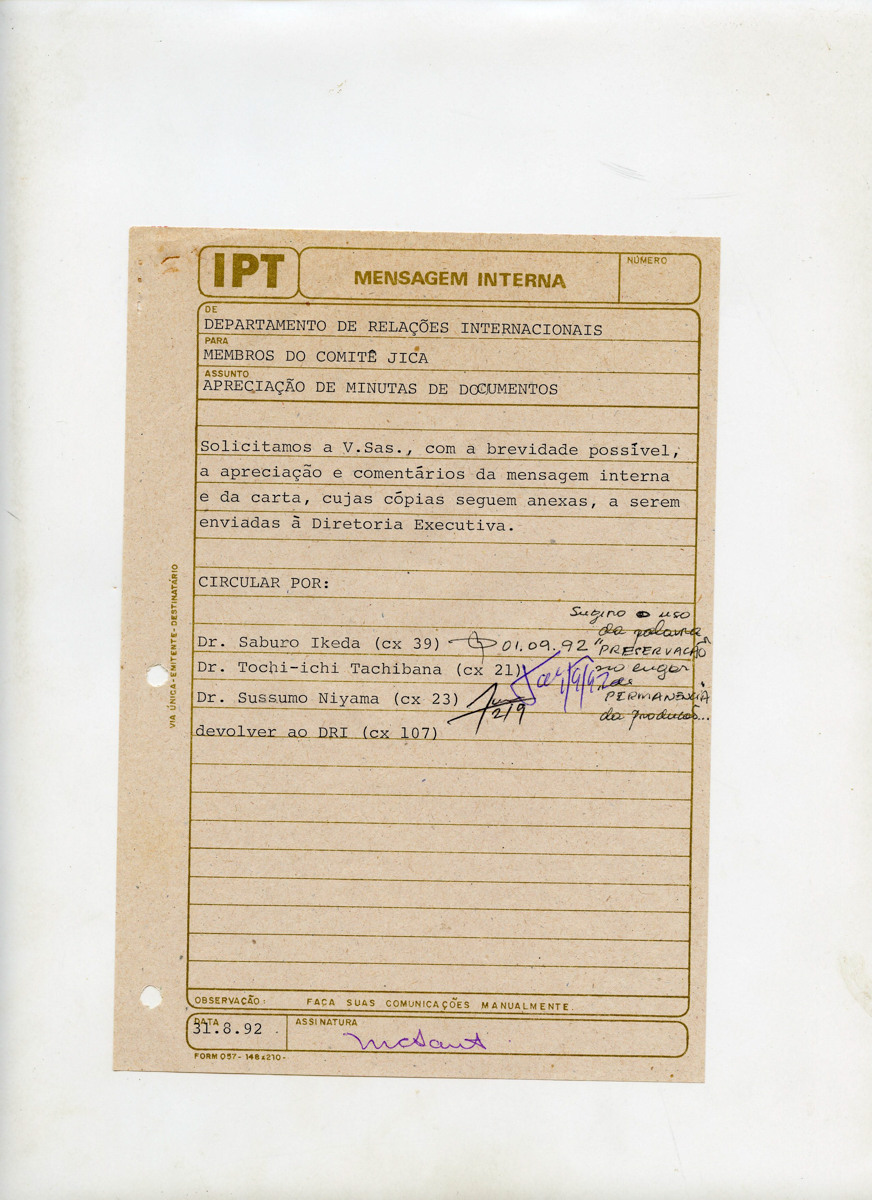 IPT
MENSAGEM INTERNA
NÚMERO
DE
DEPARTAMENTO DE RELAÇÕES INTERNACIONAIS
PARA
MEMBROS DO COMITÊ JICA
ASSUNTO
APRECIAÇÃO DE MINUTAS DE DOCUMENTOS
Solicitamos a V.Sas., com a brevidade possível,
a apreciação e comentários da mensagem interna
e da carta, cujas cópias seguem anexas, a serem
enviadas à Diretoria Executiva.
CIRCULAR POR:
Sugiro o uso
da palavra
Dr. Saburo Ikeda (cx 39) 01.09.92 "PRESERVAÇÃO"
Dr. Tochi-ichi Tachibana (cx 21) no lugar
Dr. Sussumo Niyama (cx 23) 2/9 de "PERMANÊNCIA"
devolver ao DRI (cx 107)
VIA ÚNICA - EMITENTE - DESTINATÁRIO
OBSERVAÇÃO: FAÇA SUAS COMUNICAÇÕES MANUALMENTE.
DATA
31.8.92
ASSINATURA
FORM 057 - 148x210 -